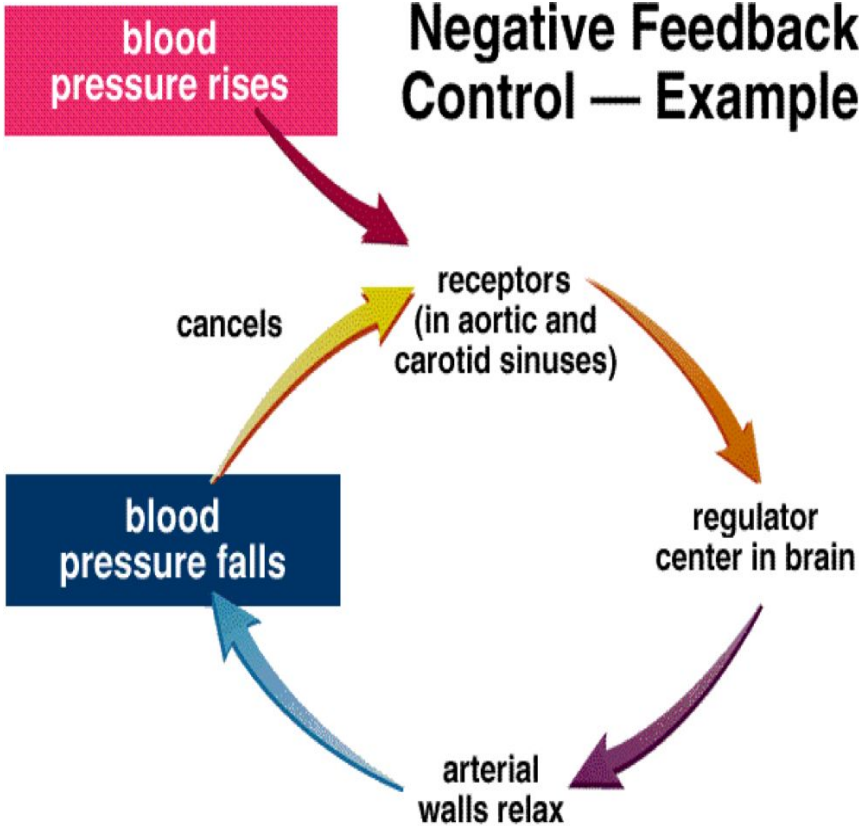 Negative Feedback
Control — Example
blood
pressure rises
receptors
(in aortic and
carotid sinuses)
cancels
regulator
center in brain
blood
pressure falls
arterial
walls relax